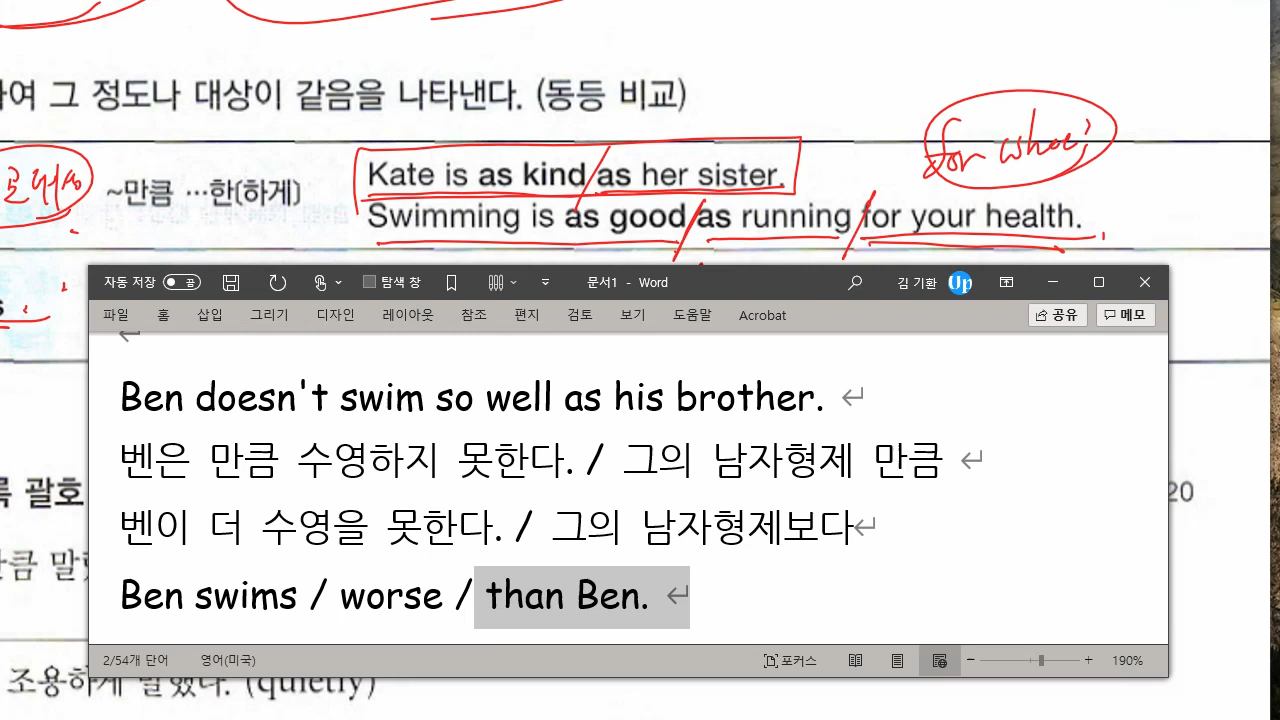 여 그 정도나 대상이 같음을 나타낸다. (동등 비교)
~만큼 …한(하게)
Kate is as kind as her sister.
Swimming is as good as running for your health.
자동 저장 끔 탐색 창 문서1 - Word 김 기환 Up
파일 홈 삽입 그리기 디자인 레이아웃 참조 편지 검토 보기 도움말 Acrobat 공유 메모
Ben doesn't swim so well as his brother.
벤은 만큼 수영하지 못한다. / 그의 남자형제 만큼
벤이 더 수영을 못한다. / 그의 남자형제보다
Ben swims / worse / than Ben.
록 괄호
20
만큼 말했
2/54개 단어 영어(미국) 포커스 190%
조용하게 말했다. (quietly)